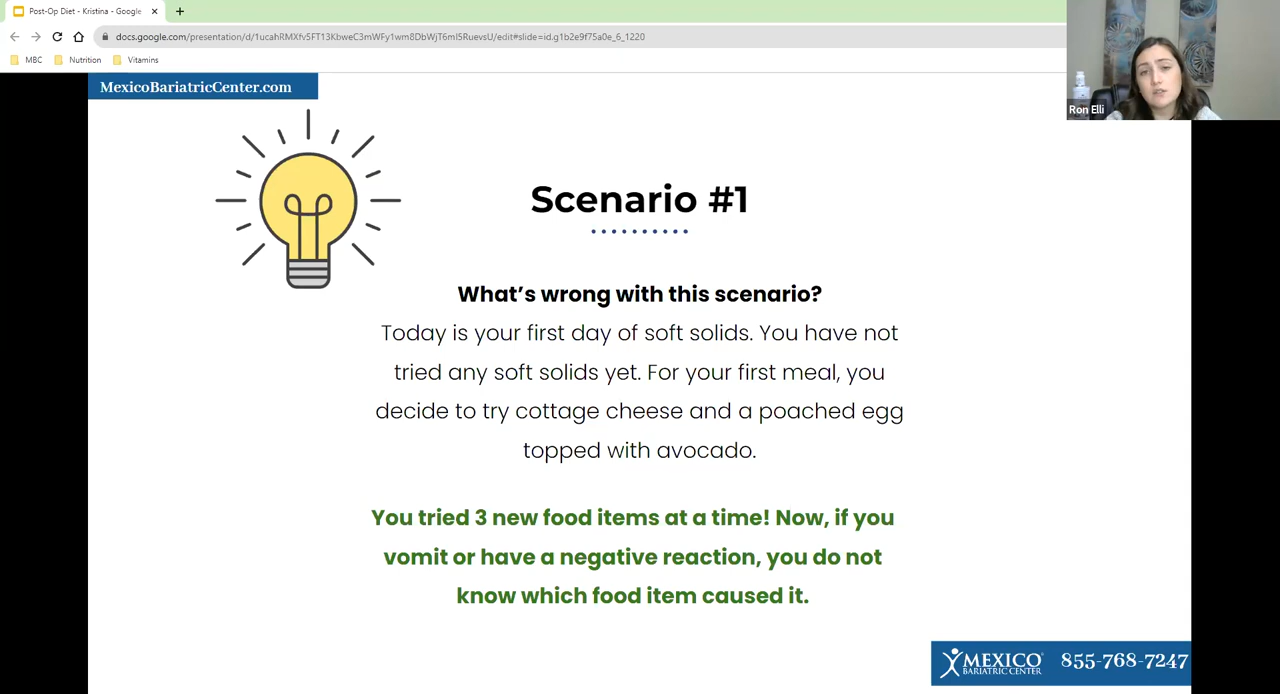 Post-Op Diet - Kristina - Google
docs.google.com/presentation/d/1ucahRMXfv5FT13KbweC3mWFy1wm8DbWjT6mI5RuevsU/edit#slide=id.g1b2e9f75a0e_6_1220
MBC
Nutrition
Vitamins
Ron Elli
MexicoBariatricCenter.com
Scenario #1
What's wrong with this scenario?
Today is your first day of soft solids. You have not
tried any soft solids yet. For your first meal, you
decide to try cottage cheese and a poached egg
topped with avocado.
You tried 3 new food items at a time! Now, if you
vomit or have a negative reaction, you do not
know which food item caused it.
MEXICO
BARIATRIC CENTER
855-768-7247